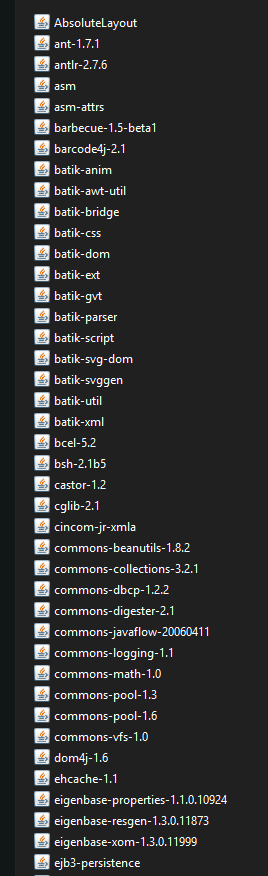 AbsoluteLayout
ant-1.7.1
antlr-2.7.6
asm
asm-attrs
barbecue-1.5-beta1
barcode4j-2.1
batik-anim
batik-awt-util
batik-bridge
batik-css
batik-dom
batik-ext
batik-gvt
batik-parser
batik-script
batik-svg-dom
batik-svggen
batik-util
batik-xml
bcel-5.2
bsh-2.1b5
castor-1.2
cglib-2.1
cincom-jr-xmla
commons-beanutils-1.8.2
commons-collections-3.2.1
commons-dbcp-1.2.2
commons-digester-2.1
commons-javaflow-20060411
commons-logging-1.1
commons-math-1.0
commons-pool-1.3
commons-pool-1.6
commons-vfs-1.0
dom4j-1.6
ehcache-1.1
eigenbase-properties-1.1.0.10924
eigenbase-resgen-1.3.0.11873
eigenbase-xom-1.3.0.11999
ejb3-persistence